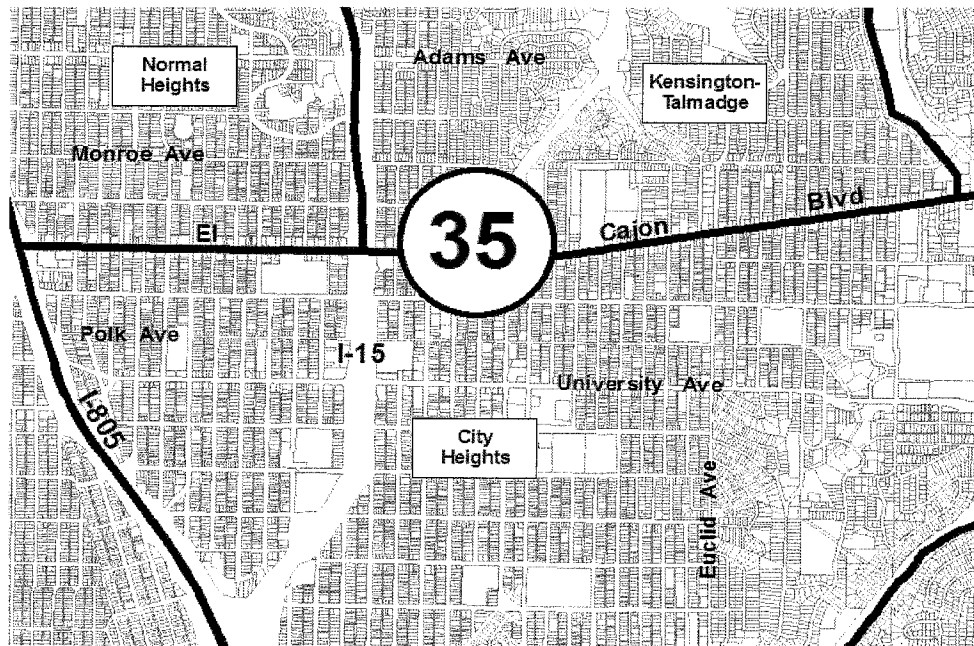 Normal
Heights
Adams Ave
Kensington-
Talmadge
Monroe Ave
El Cajon Blvd
35
Polk Ave
I-15
I-805
University Ave
City
Heights
Euclid Ave